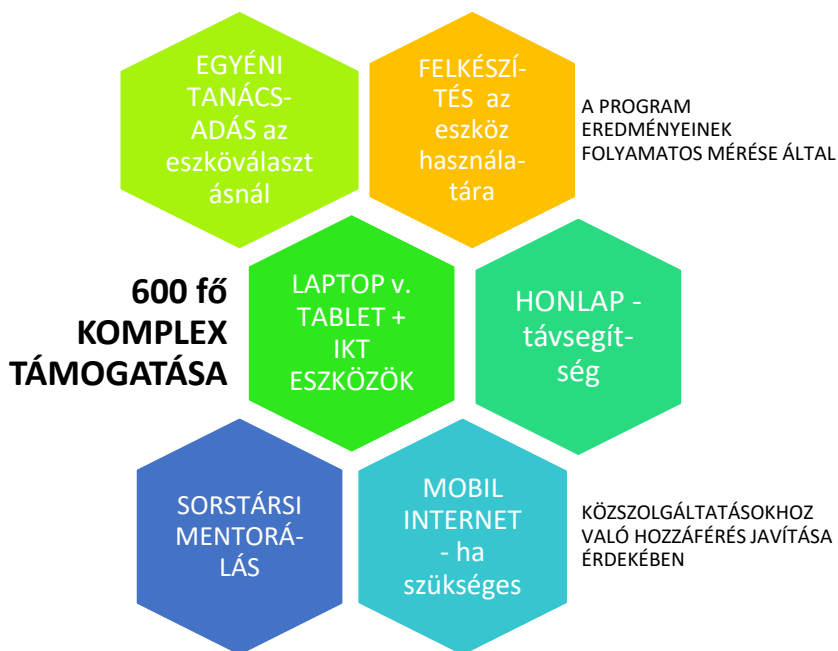 EGYÉNI
TANÁCS-
ADÁS az
eszköválaszt
ásnál
FELKÉSZÍ-
TÉS az
eszköz
használa-
tára
A PROGRAM
EREDMÉNYEINEK
FOLYAMATOS MÉRÉSE ÁLTAL
600 fő
KOMPLEX
TÁMOGATÁSA
LAPTOP v.
TABLET +
IKT
ESZKÖZÖK
HONLAP -
távsegít-
ség
SORSTÁRSI
MENTORÁ-
LÁS
MOBIL
INTERNET
- ha
szükséges
KÖZSZOLGÁLTATÁSOKHOZ
VALÓ HOZZÁFÉRÉS JAVÍTÁSA
ÉRDEKÉBEN